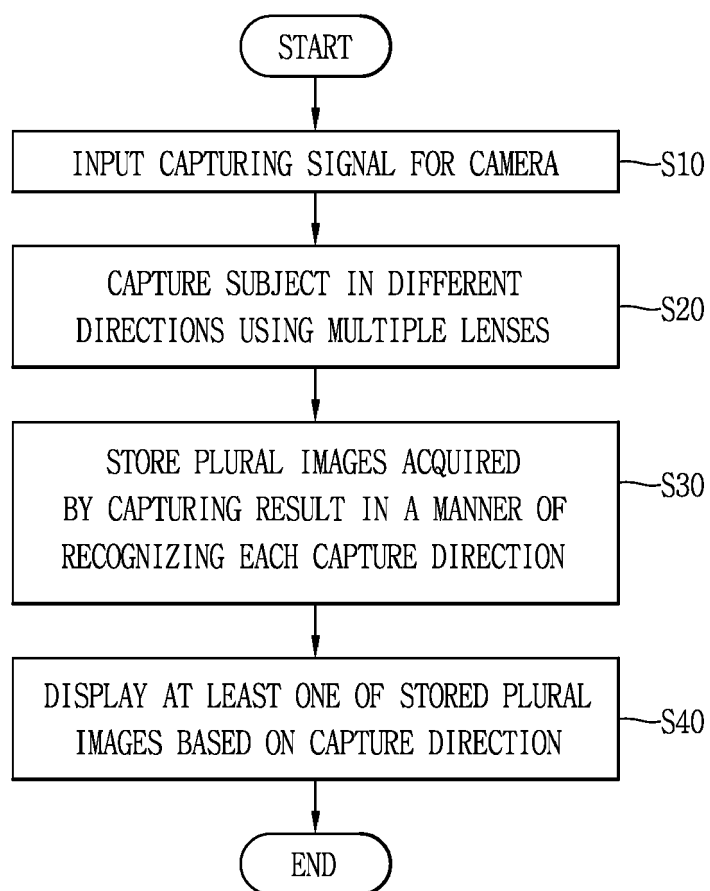 START
INPUT CAPTURING SIGNAL FOR CAMERA
S10
CAPTURE SUBJECT IN DIFFERENT
DIRECTIONS USING MULTIPLE LENSES
S20
STORE PLURAL IMAGES ACQUIRED
BY CAPTURING RESULT IN A MANNER OF
RECOGNIZING EACH CAPTURE DIRECTION
S30
DISPLAY AT LEAST ONE OF STORED PLURAL
IMAGES BASED ON CAPTURE DIRECTION
S40
END